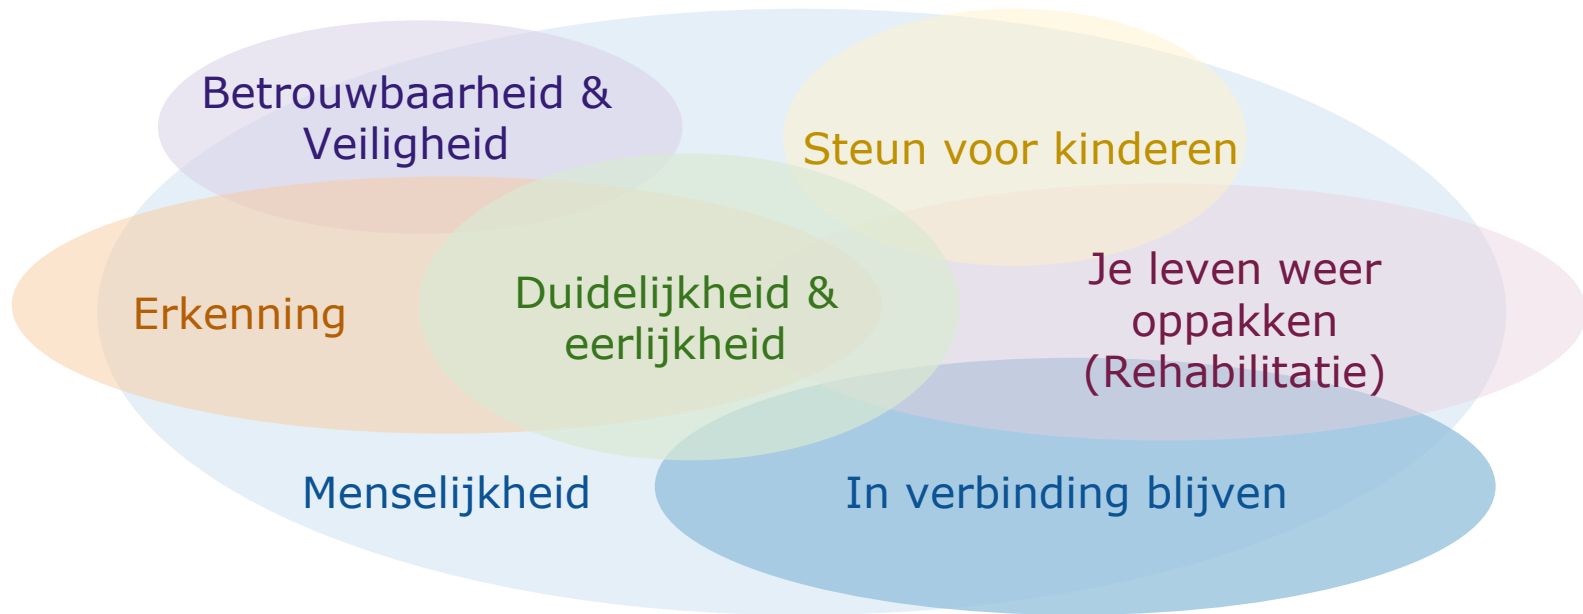 Betrouwbaarheid &
Veiligheid
Steun voor kinderen
Erkenning
Duidelijkheid &
eerlijkheid
Je leven weer
oppakken
(Rehabilitatie)
Menselijkheid
In verbinding blijven